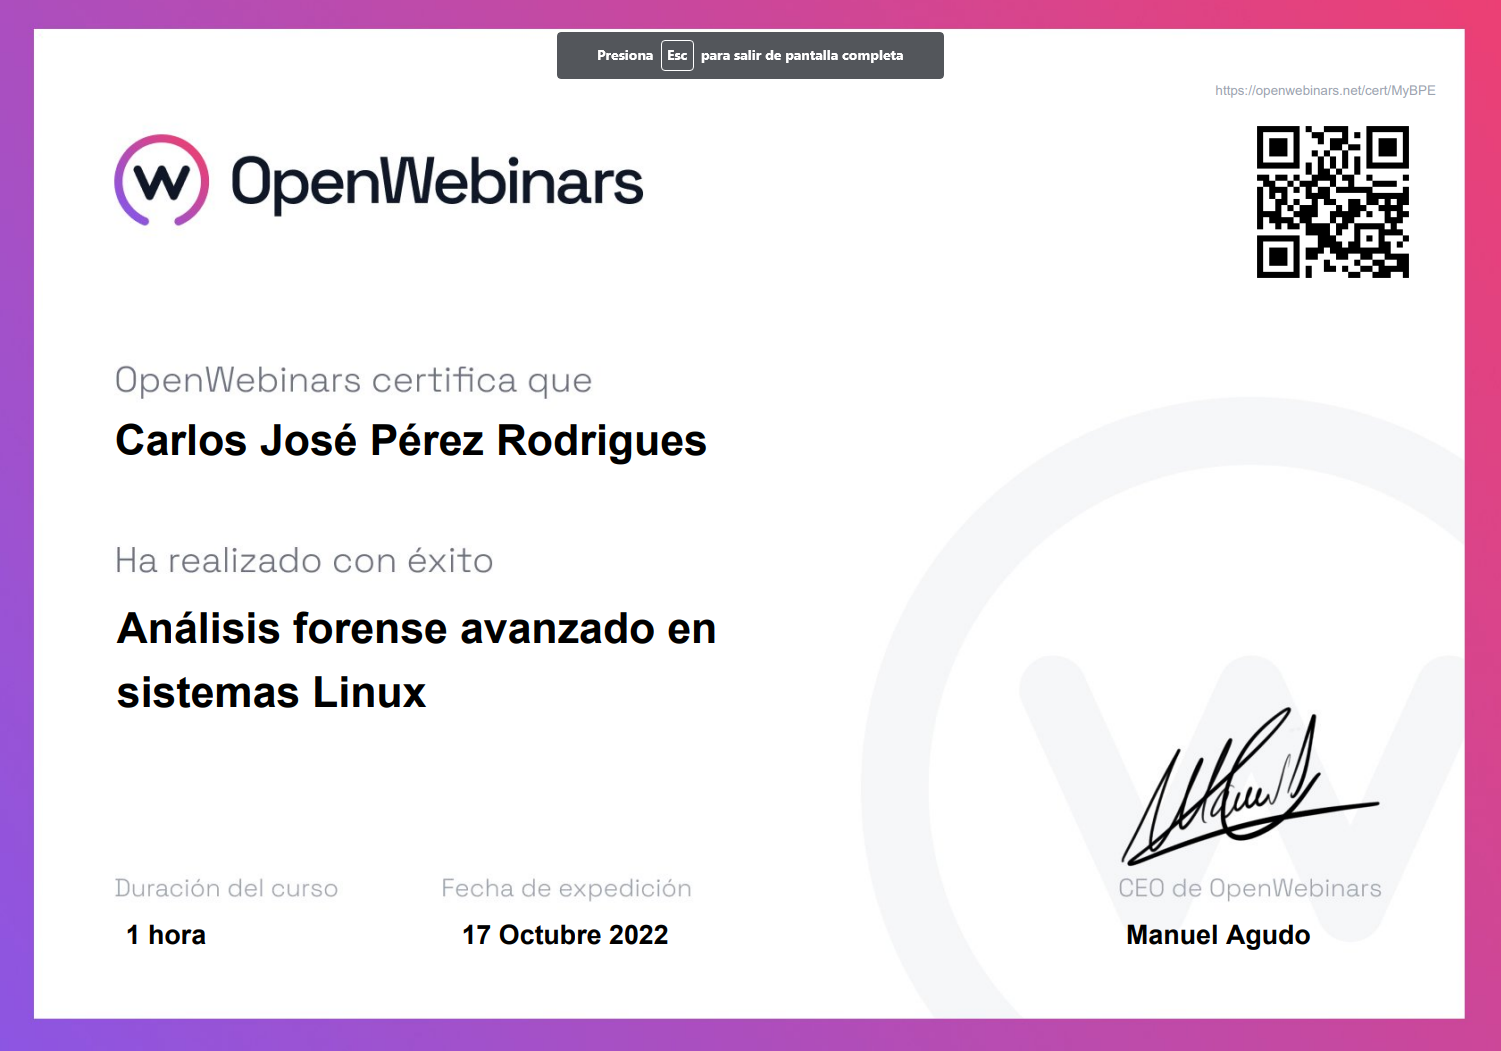 Presiona Esc para salir de pantalla completa
https://openwebinars.net/cert/MyBPE
OpenWebinars
OpenWebinars certifica que
Carlos José Pérez Rodrigues
Ha realizado con éxito
Análisis forense avanzado en
sistemas Linux
Duración del curso
1 hora
Fecha de expedición
17 Octubre 2022
CEO de OpenWebinars
Manuel Agudo